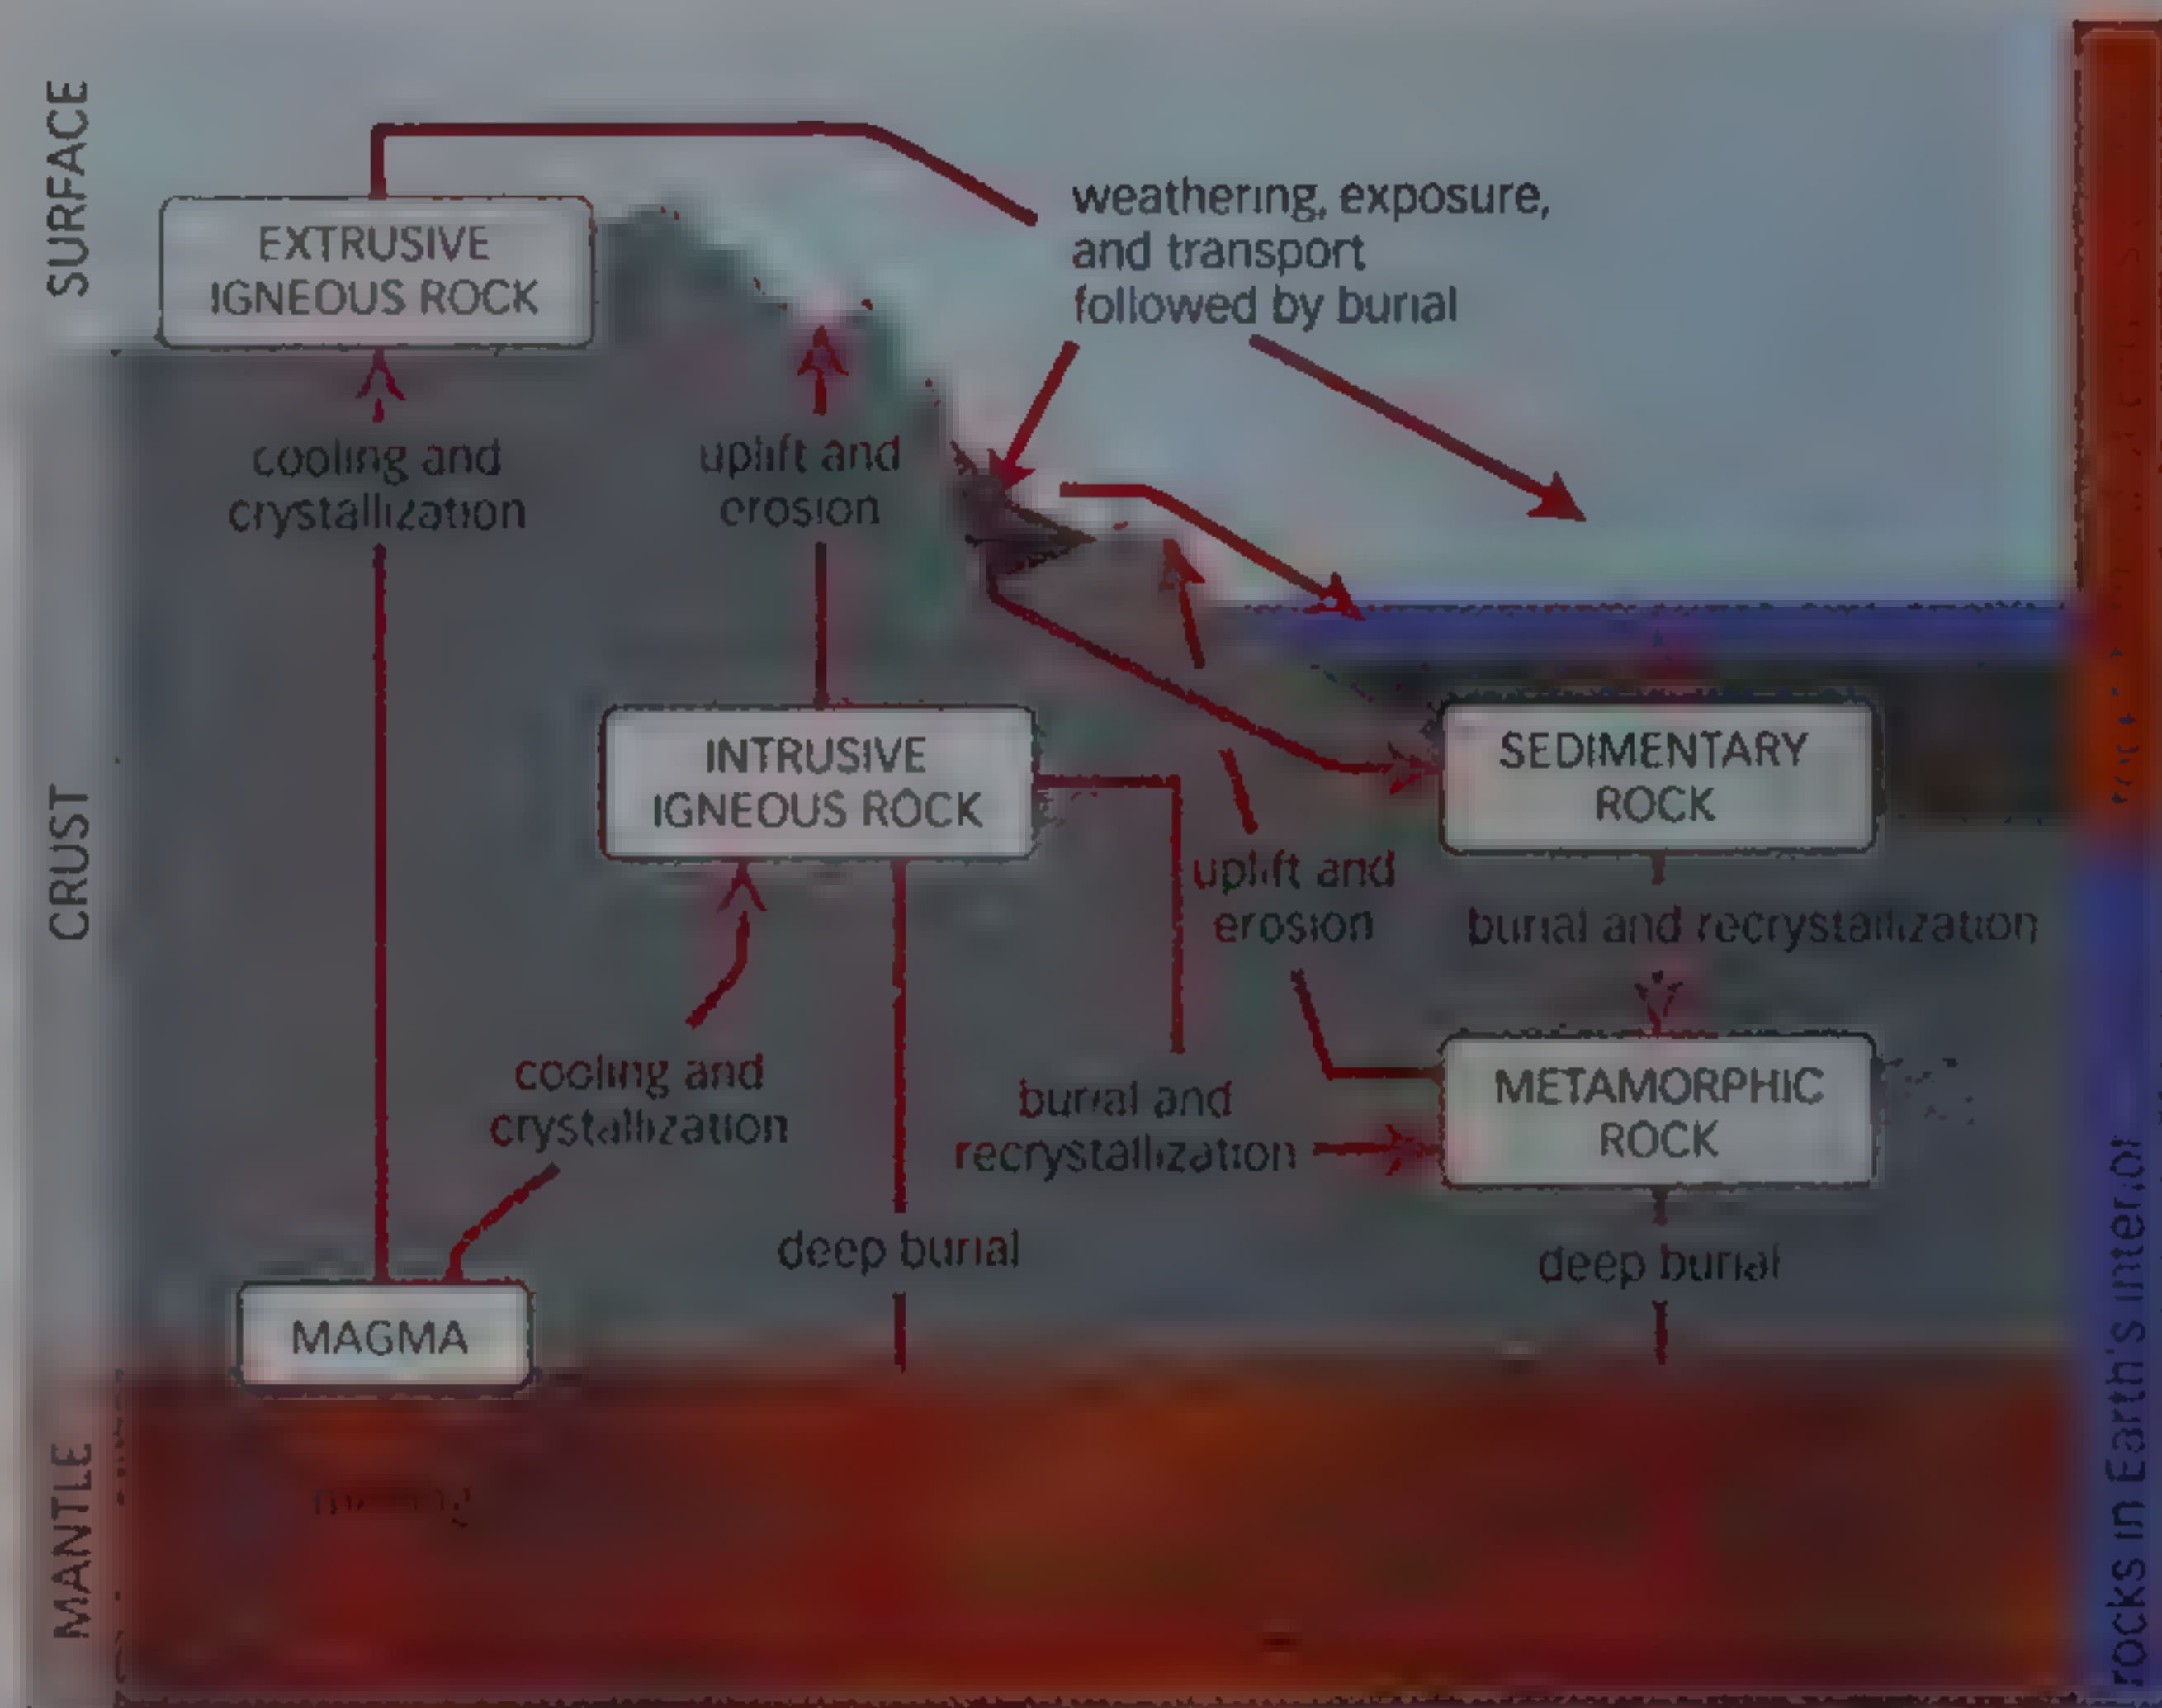 SURFACE
EXTRUSIVE
IGNEOUS ROCK
weathering, exposure,
and transport
followed by burial
cooling and
crystallization
uplift and
erosion
CRUST
INTRUSIVE
IGNEOUS ROCK
SEDIMENTARY
ROCK
uplift and
erosion
burial and recrystallization
cooling and
crystallization
burial and
recrystallization
METAMORPHIC
ROCK
deep burial
deep burial
MAGMA
MANTLE
rocks in Earth's interior